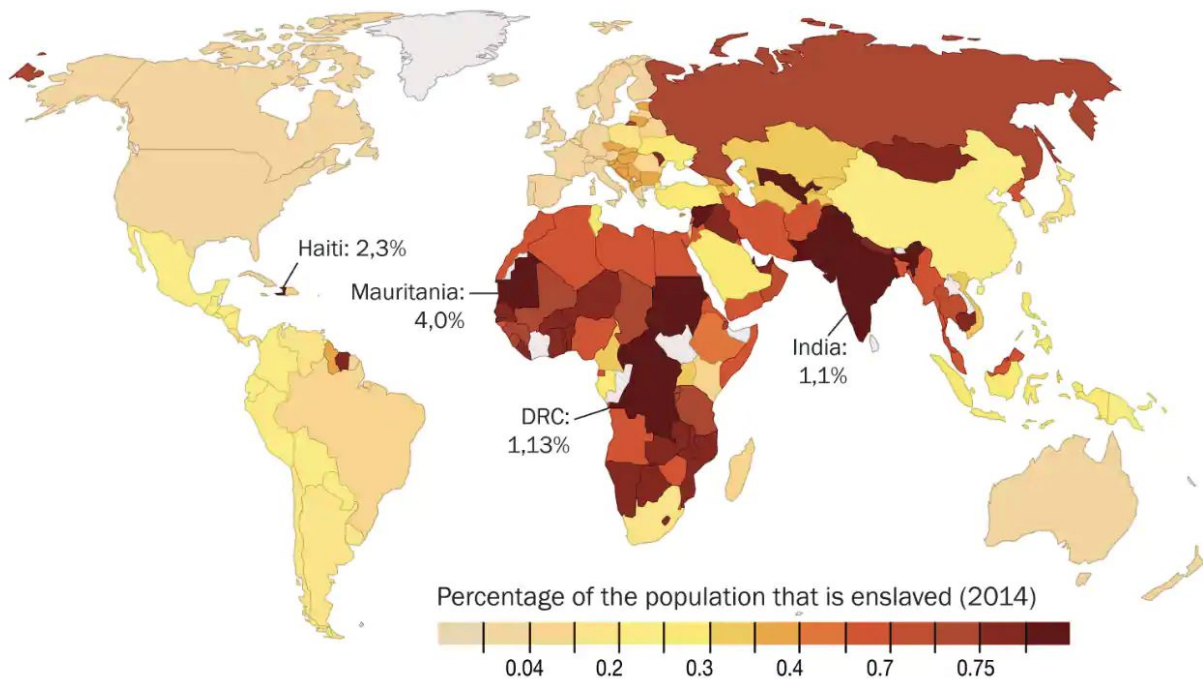 Haiti: 2,3%
Mauritania:
4,0%
India:
1,1%
DRC:
1,13%
Percentage of the population that is enslaved (2014)
0.04 0.2 0.3 0.4 0.7 0.75